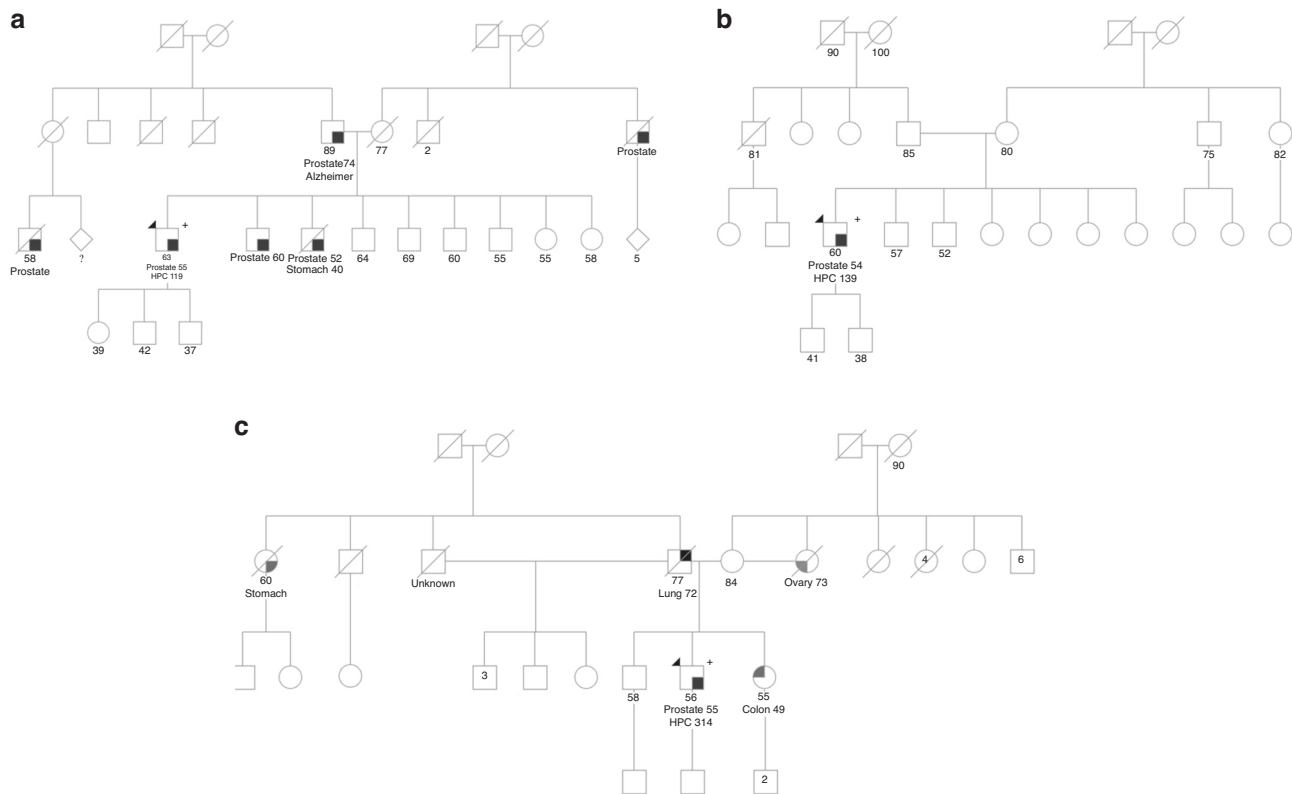 a
89
Prostate74
Alzheimer
77
2
Prostate
58
Prostate
?
+
63
Prostate 55
HPC 119
Prostate 60
Prostate 52
Stomach 40
64
69
60
55
55
58
5
39
42
37
b
90
100
81
85
80
75
82
+
60
Prostate 54
HPC 139
57
52
41
38
c
90
60
Stomach
Unknown
77
Lung 72
84
Ovary 73
4
6
3
58
+
56
Prostate 55
HPC 314
55
Colon 49
2